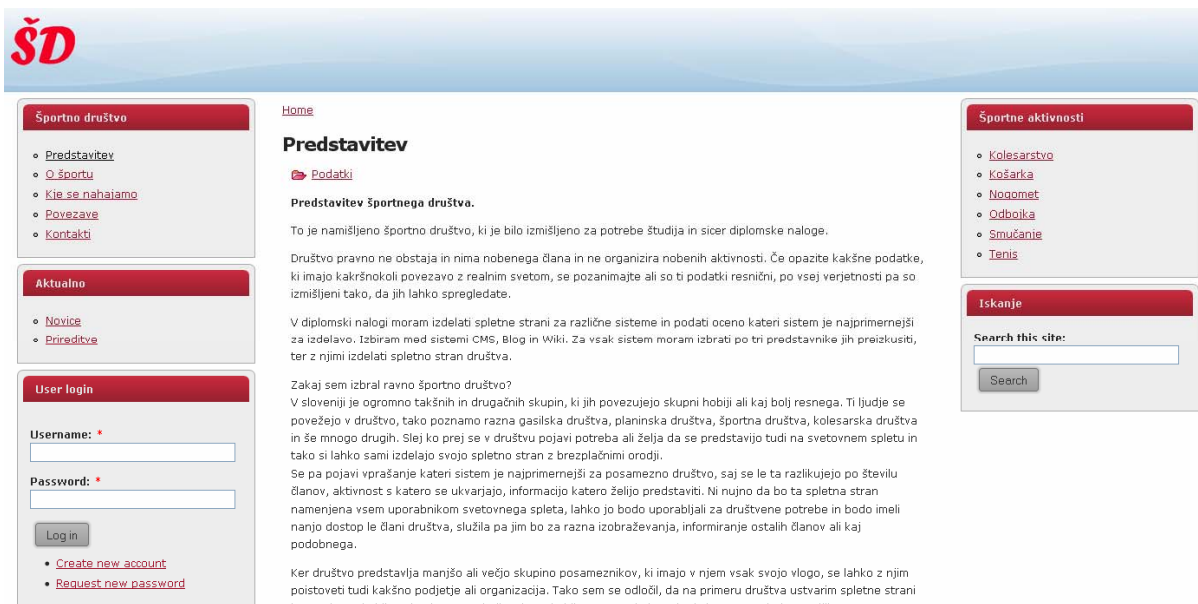 ŠD
Športno društvo
Predstavitev
O športu
Kje se nahajamo
Povezave
Kontakti
Aktualno
Novice
Prireditve
User login
Username: *
Password: *
Log in
Create new account
Request new password
Home
Predstavitev
Podatki
Predstavitev športnega društva.
To je namišljeno športno društvo, ki je bilo izmišljeno za potrebe študija in sicer diplomske naloge.
Društvo pravno ne obstaja in nima nobenega člana in ne organizira nobenih aktivnosti. Če opazite kakšne podatke,
ki imajo kakršnokoli povezavo z realnim svetom, se pozanimajte ali so ti podatki resnični, po vsej verjetnosti pa so
izmišljeni tako, da jih lahko spregledate.
V diplomski nalogi moram izdelati spletne strani za različne sisteme in podati oceno kateri sistem je najprimernejši
za izdelavo. Izbiram med sistemi CMS, Blog in Wiki. Za vsak sistem moram izbrati po tri predstavnike jih preizkusiti,
ter z njimi izdelati spletno stran društva.
Zakaj sem izbral ravno športno društvo?
V sloveniji je ogromno takšnih in drugačnih skupin, ki jih povezujejo skupni hobiji ali kaj bolj resnega. Ti ljudje se
povežejo v društvo, tako poznamo razna gasilska društva, planinska društva, športna društva, kolesarska društva
in še mnogo drugih. Slej ko prej se v društvu pojavi potreba ali želja da se predstavijo tudi na svetovnem spletu in
tako si lahko sami izdelajo svojo spletno stran z brezplačnimi orodji.
Se pa pojavi vprašanje kateri sistem je najprimernejši za posamezno društvo, saj se le ta razlikujejo po številu
članov, aktivnost s katero se ukvarjajo, informacijo katero želijo predstaviti. Ni nujno da bo ta spletna stran
namenjena vsem uporabnikom svetovnega spleta, lahko jo bodo uporabljali za društvene potrebe in bodo imeli
nanjo dostop le člani društva, služila pa jim bo za razna izobraževanja, informiranje ostalih članov ali kaj
podobnega.
Ker društvo predstavlja manjšo ali večjo skupino posameznikov, ki imajo v njem vsak svojo vlogo, se lahko z njim
poistoveti tudi kakšno podjetje ali organizacija. Tako sem se odločil, da na primeru društva ustvarim spletne strani
Športne aktivnosti
Kolesarstvo
Košarka
Nogomet
Odbojka
Smučanje
Tenis
Iskanje
Search this site:
Search